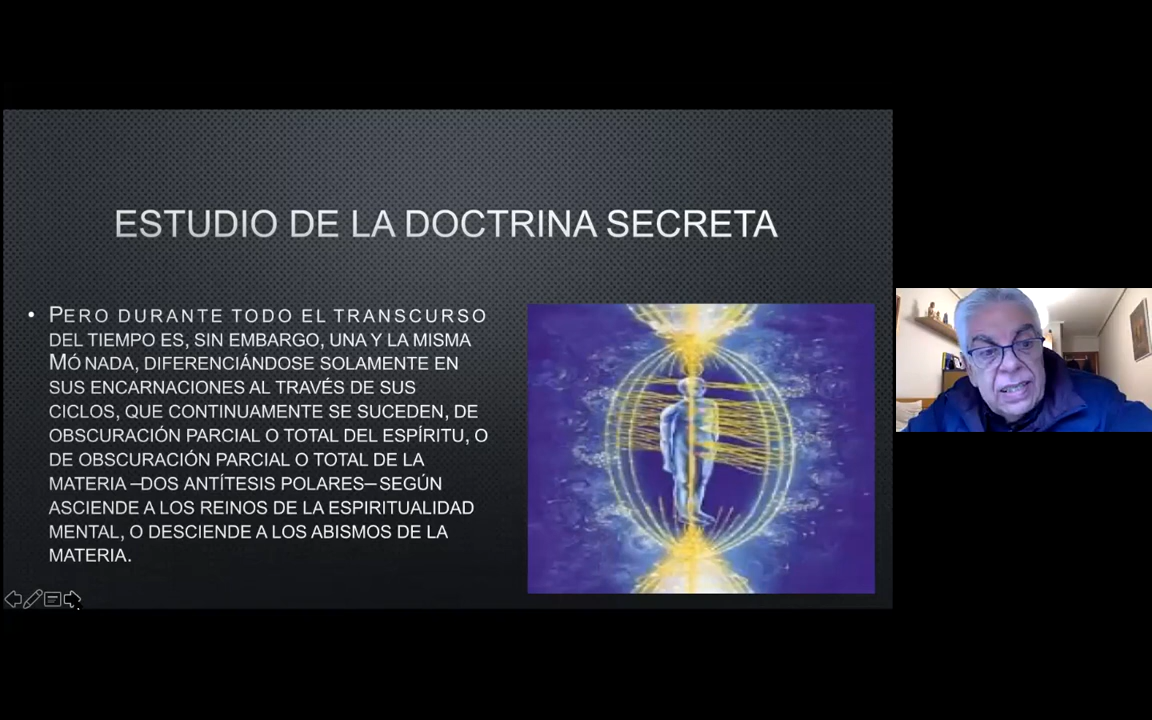 ESTUDIO DE LA DOCTRINA SECRETA
• PERO DURANTE TODO EL TRANSCURSO
DEL TIEMPO ES, SIN EMBARGO, UNA Y LA MISMA
MÓ NADA, DIFERENCIÁNDOSE SOLAMENTE EN
SUS ENCARNACIONES AL TRAVÉS DE SUS
CICLOS, QUE CONTINUAMENTE SE SUCEDEN, DE
OBSCURACIÓN PARCIAL O TOTAL DEL ESPÍRITU, O
DE OBSCURACIÓN PARCIAL O TOTAL DE LA
MATERIA –DOS ANTÍTESIS POLARES– SEGÚN
ASCIENDE A LOS REINOS DE LA ESPIRITUALIDAD
MENTAL, O DESCIENDE A LOS ABISMOS DE LA
MATERIA.